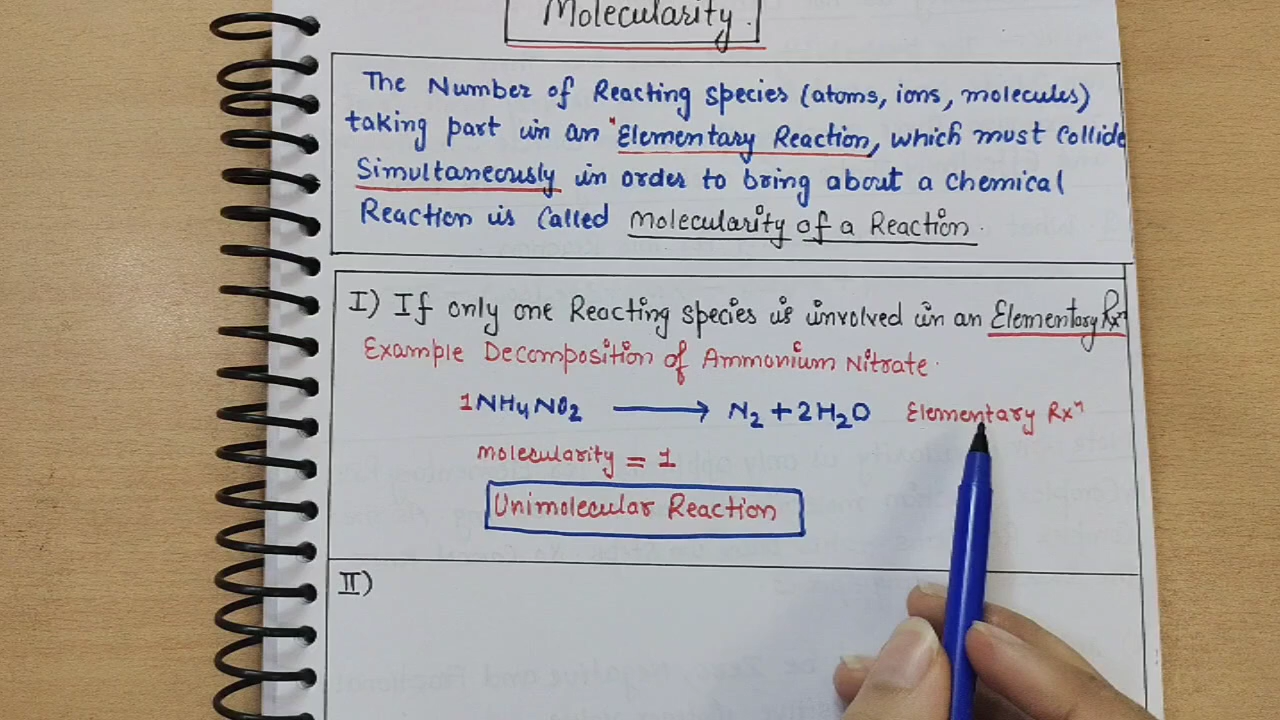 Molecularity.
The Number of Reacting species (atoms, ions, molecules)
taking part in an "Elementary Reaction, which must collide
Simultaneously in order to bring about a chemical
Reaction is called molecularity of a Reaction.
I) If only one Reacting species is involved in an Elementary Rxⁿ
Example Decomposition of Ammonium Nitrate.
1NH4NO2 → N2 + 2H2O Elementary Rxⁿ
molecularity = 1
Unimolecular Reaction
II)